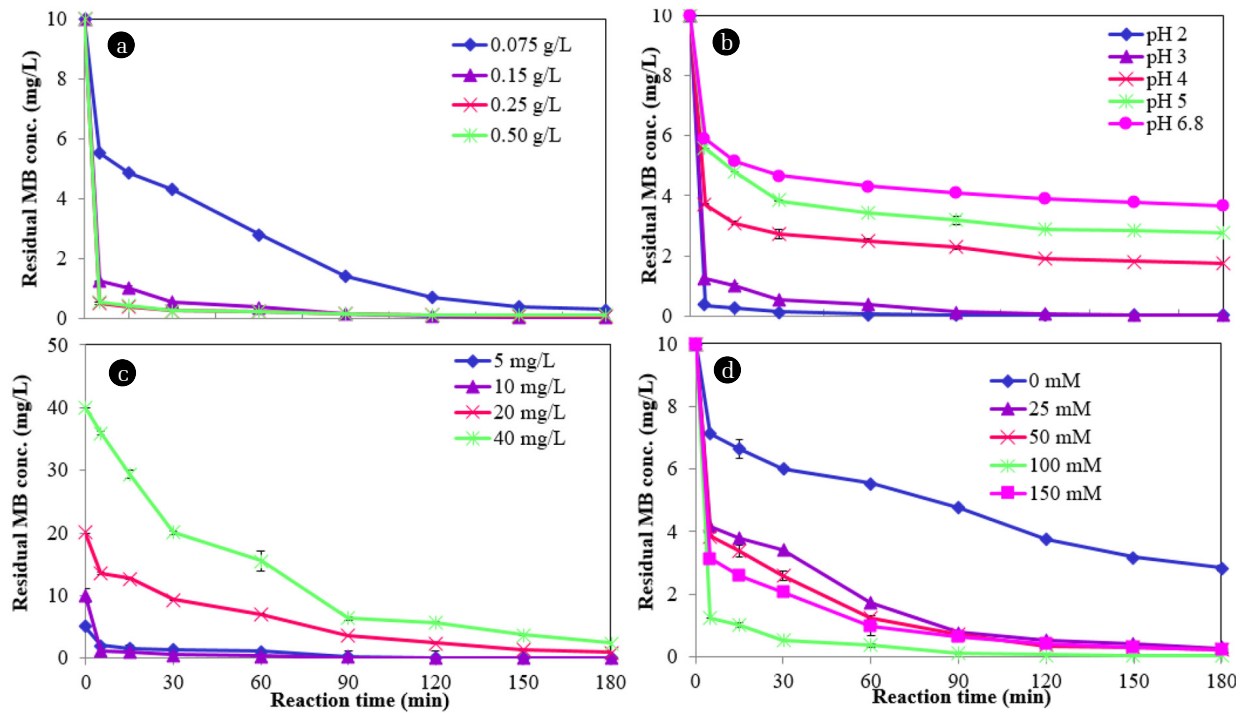 a
Residual MB conc. (mg/L)
10
8
6
4
2
0
0.075 g/L
0.15 g/L
0.25 g/L
0.50 g/L
b
Residual MB conc. (mg/L)
10
8
6
4
2
0
pH 2
pH 3
pH 4
pH 5
pH 6.8
c
Residual MB conc. (mg/L)
50
40
30
20
10
0
5 mg/L
10 mg/L
20 mg/L
40 mg/L
0 30 60 90 120 150 180
Reaction time (min)
d
Residual MB conc. (mg/L)
10
8
6
4
2
0
0 mM
25 mM
50 mM
100 mM
150 mM
0 30 60 90 120 150 180
Reaction time (min)